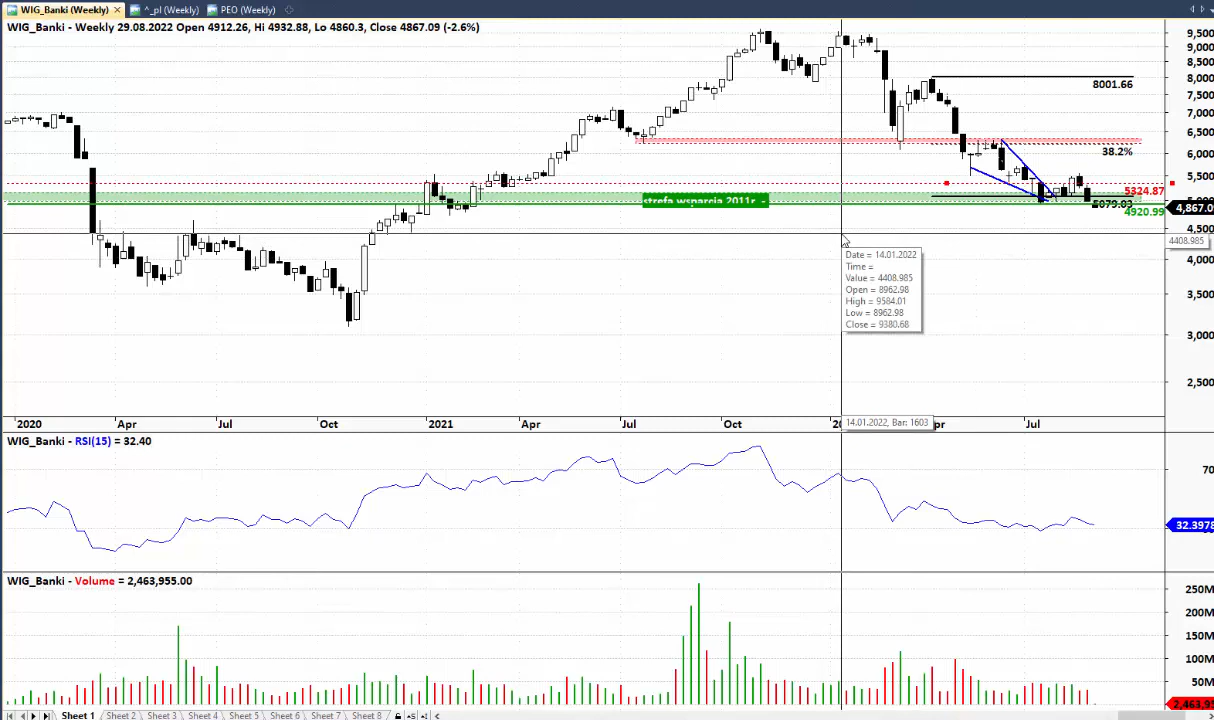 WIG_Banki (Weekly)
^_pl (Weekly)
PEO (Weekly)
WIG_Banki - Weekly 29.08.2022 Open 4912.26, Hi 4932.88, Lo 4860.3, Close 4867.09 (-2.6%)
9,500
9,000
8,500
8,000
8001.66
7,500
7,000
6,500
38.2%
6,000
5,500
5324.87
strefa wsparcia 2011r. -
5079.03
4,867.0
4920.99
4,500
4408.985
Date = 14.01.2022
Time =
Value = 4408.985
Open = 8962.98
High = 9584.01
Low = 8962.98
Close = 9380.68
4,000
3,500
3,000
2,500
2020 Apr Jul Oct 2021 Apr Jul Oct 14.01.2022, Bar: 1603 Jul
WIG_Banki - RSI(15) = 32.40
70
32.3978
WIG_Banki - Volume = 2,463,955.00
250M
200M
150M
100M
50M
2,463,95
Sheet 1 Sheet 2 Sheet 3 Sheet 4 Sheet 5 Sheet 6 Sheet 7 Sheet 8